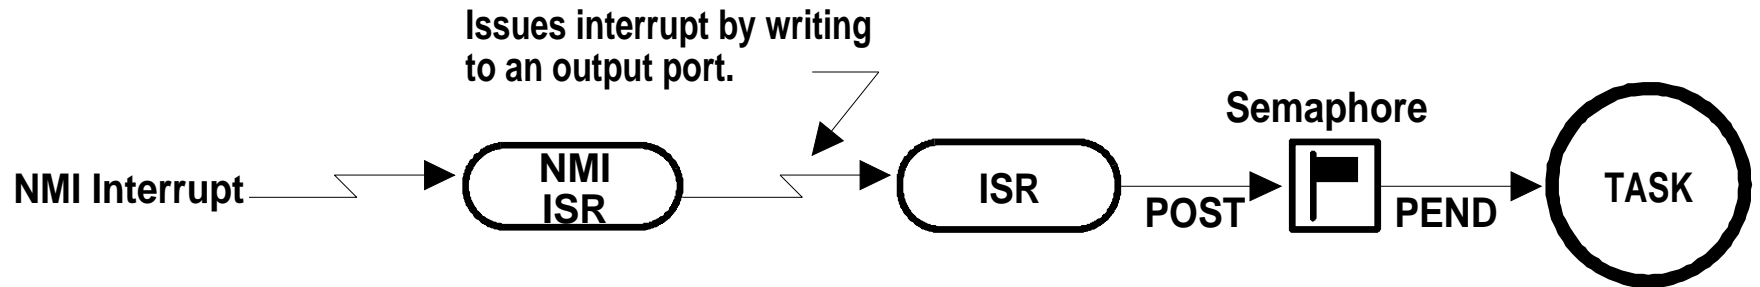 Issues interrupt by writing
to an output port.
Semaphore
NMI Interrupt
NMI
ISR
ISR
POST
PEND
TASK